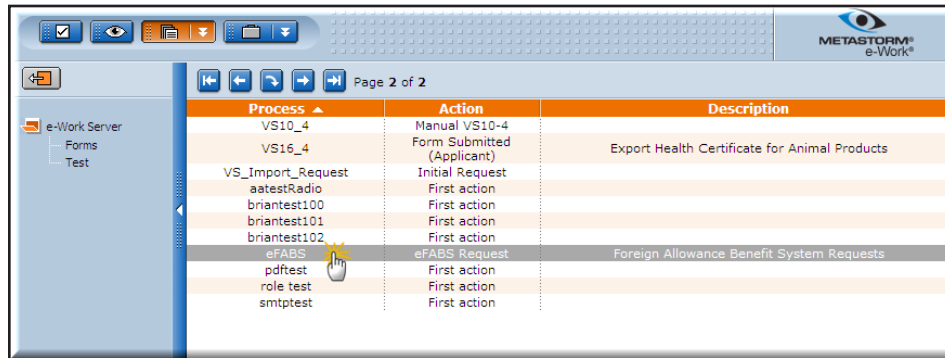 METASTORM®
e-Work®
Page 2 of 2
e-Work Server
Forms
Test
Process Action Description
VS10_4 Manual VS10-4
VS16_4 Form Submitted (Applicant) Export Health Certificate for Animal Products
VS_Import_Request Initial Request
aatestRadio First action
briantest100 First action
briantest101 First action
briantest102 First action
eFABS eFABS Request Foreign Allowance Benefit System Requests
pdftest First action
role test First action
smtptest First action